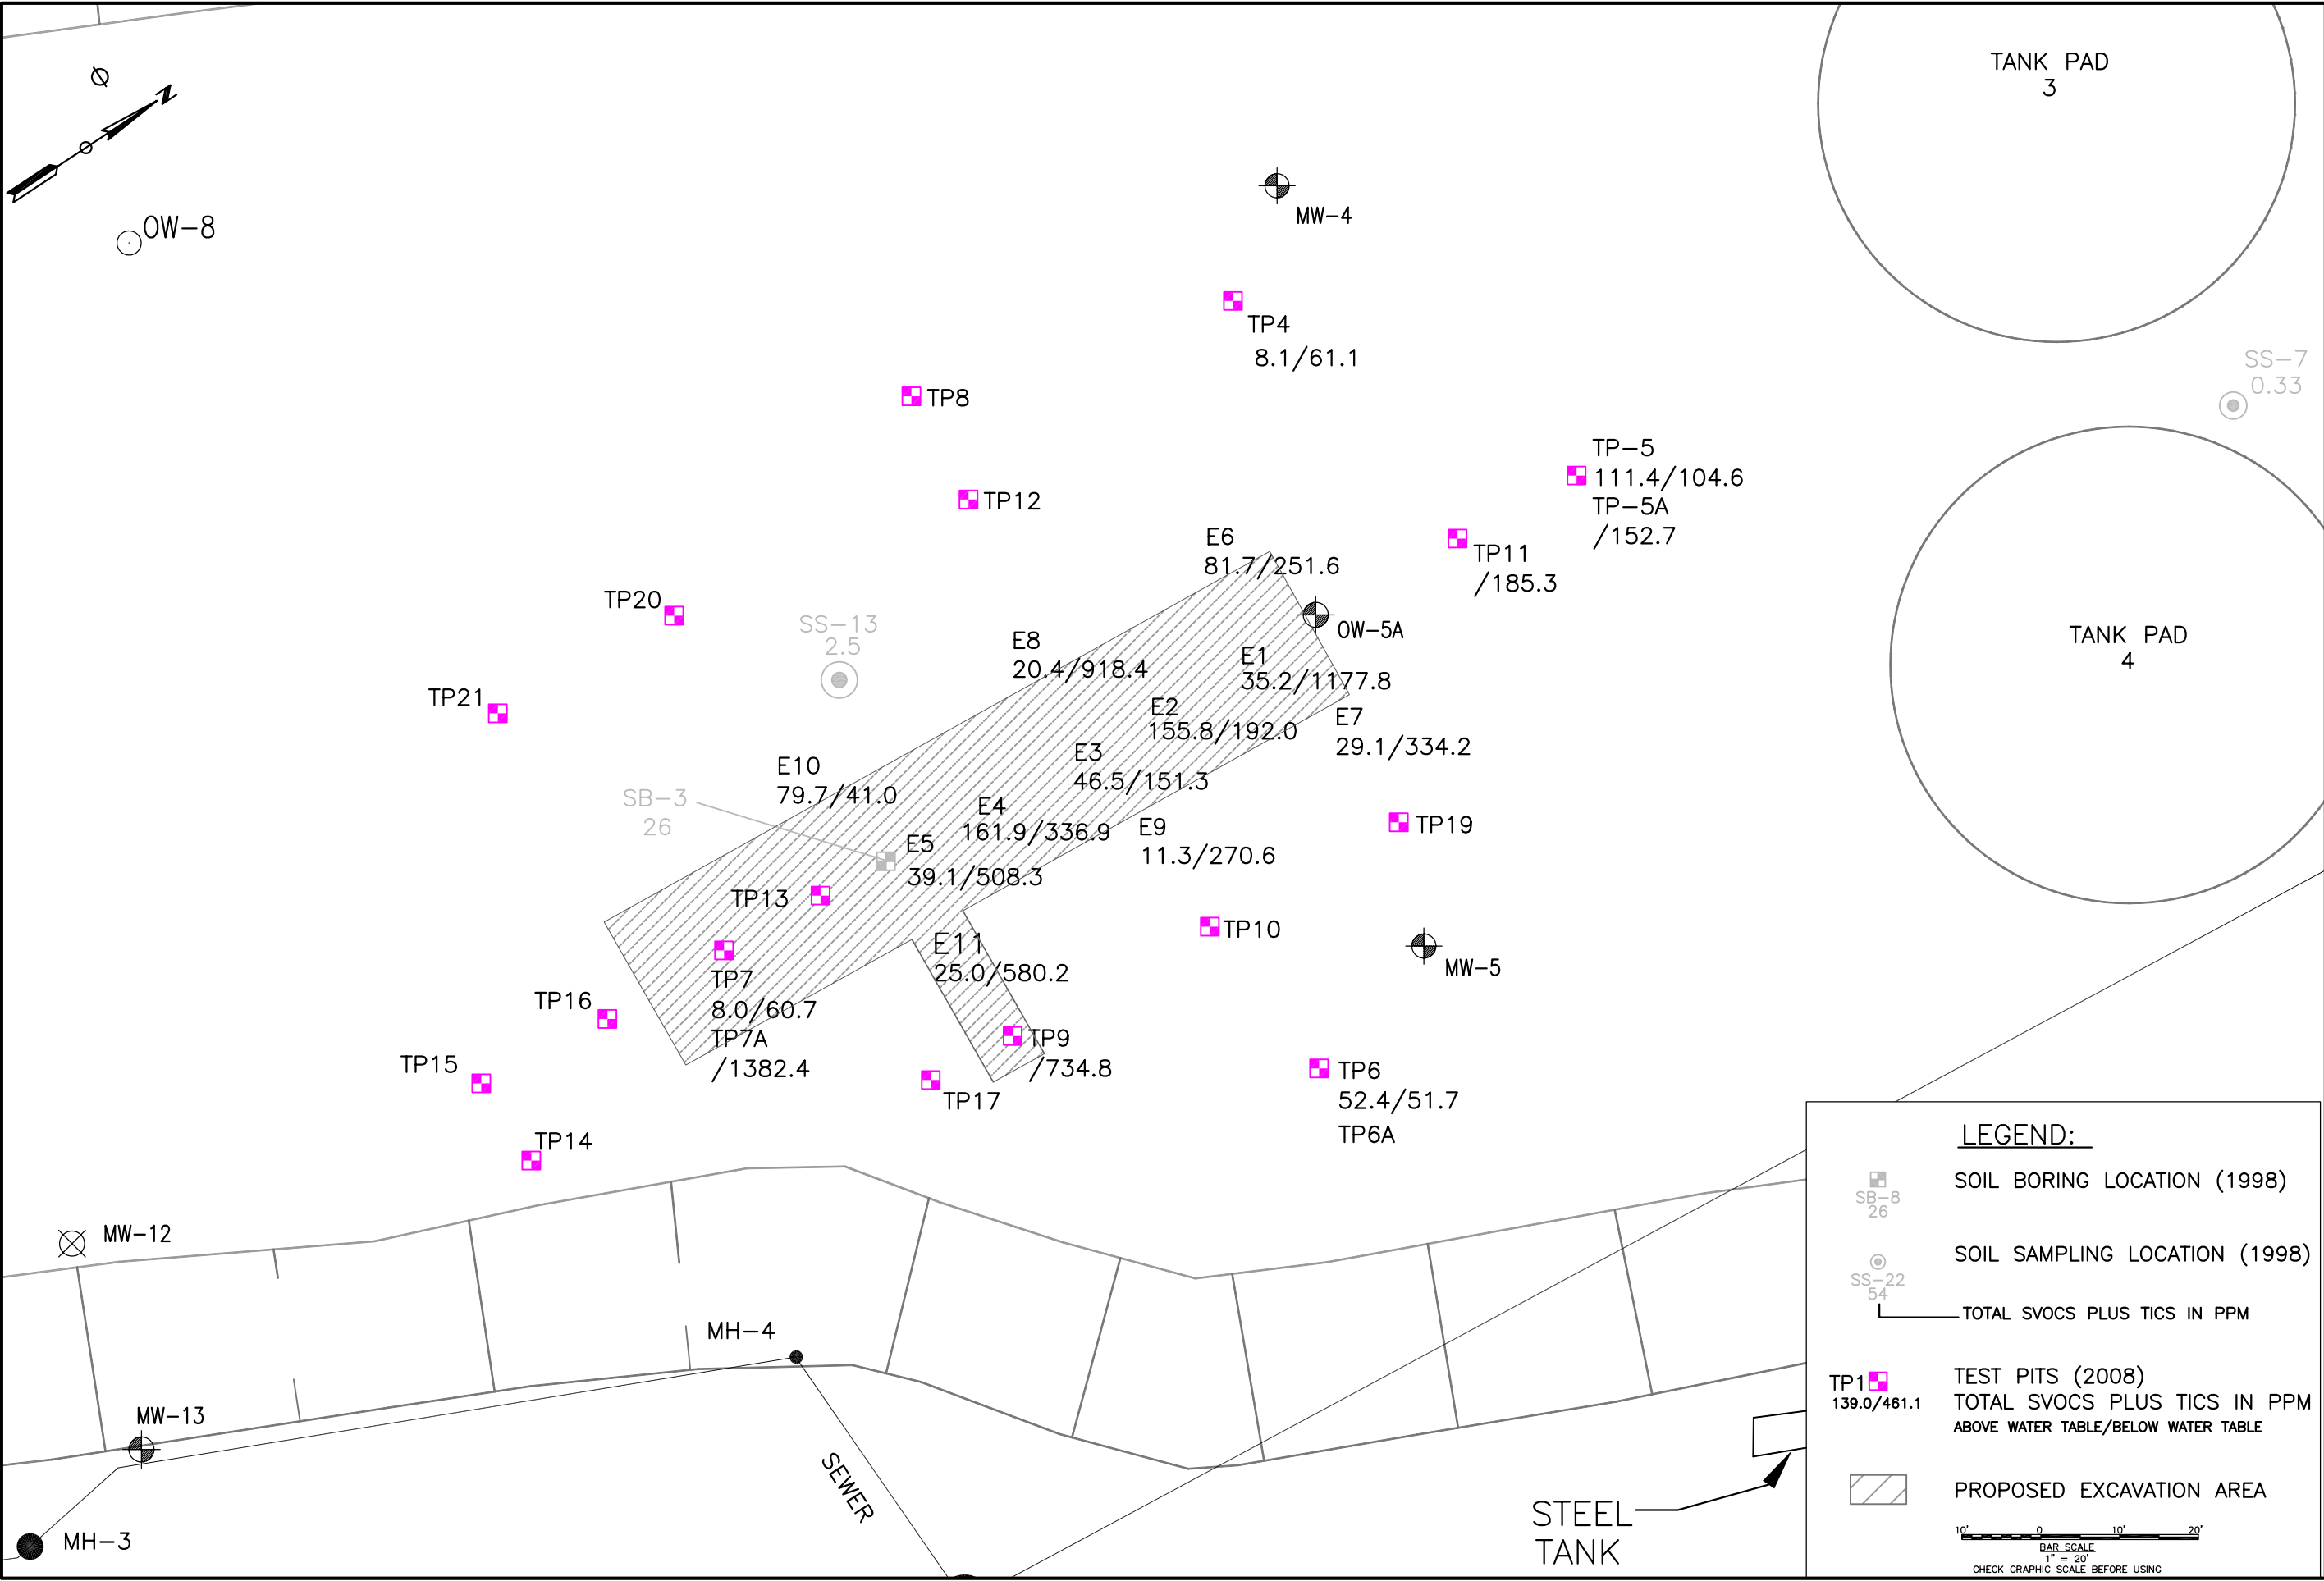 TANK PAD
3
N
OW-8
MW-4
TP4
8.1/61.1
SS-7
0.33
TP8
TP-5
111.4/104.6
TP-5A
/152.7
TP12
E6
81.7/251.6
TP11
/185.3
TP20
SS-13
2.5
OW-5A
TANK PAD
4
E8
20.4/918.4
E1
35.2/1177.8
TP21
E2
155.8/192.0
E7
29.1/334.2
E3
46.5/151.3
E10
79.7/41.0
SB-3
26
E4
161.9/336.9
E9
11.3/270.6
TP19
E5
39.1/508.3
TP13
TP10
E11
25.0/580.2
MW-5
TP7
8.0/60.7
TP7A
/1382.4
TP16
TP9
/734.8
TP15
TP17
TP6
52.4/51.7
TP6A
TP14
MW-12
MH-4
MW-13
SEWER
MH-3
STEEL
TANK
LEGEND:
SB-8
26
SOIL BORING LOCATION (1998)
SS-22
54
SOIL SAMPLING LOCATION (1998)
TOTAL SVOCS PLUS TICS IN PPM
TP1
139.0/461.1
TEST PITS (2008)
TOTAL SVOCS PLUS TICS IN PPM
ABOVE WATER TABLE/BELOW WATER TABLE
PROPOSED EXCAVATION AREA
10' 0 10' 20'
BAR SCALE
1" = 20'
CHECK GRAPHIC SCALE BEFORE USING